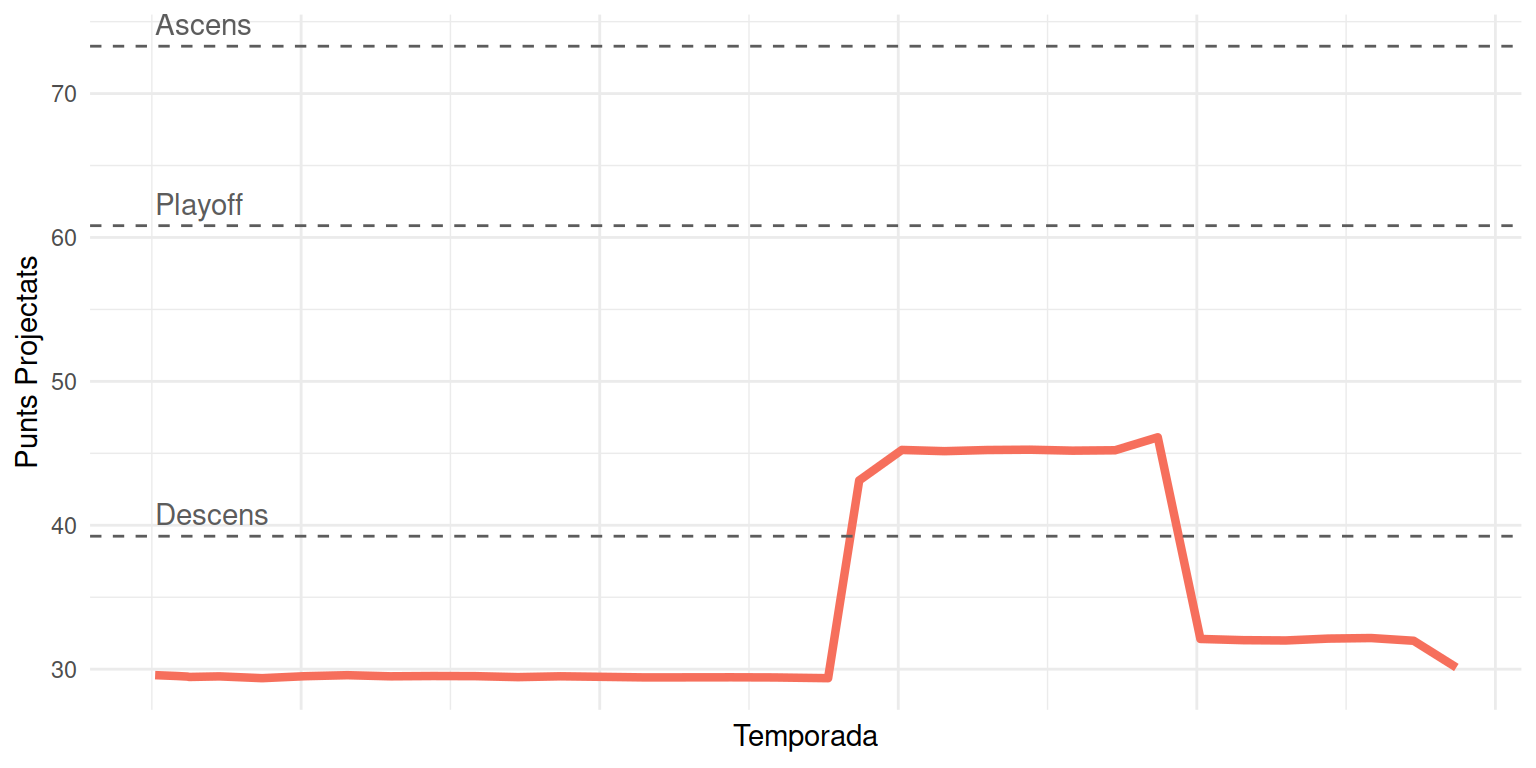 Ascens
70
Playoff
60
Punts Projectats
50
Descens
40
30
Temporada